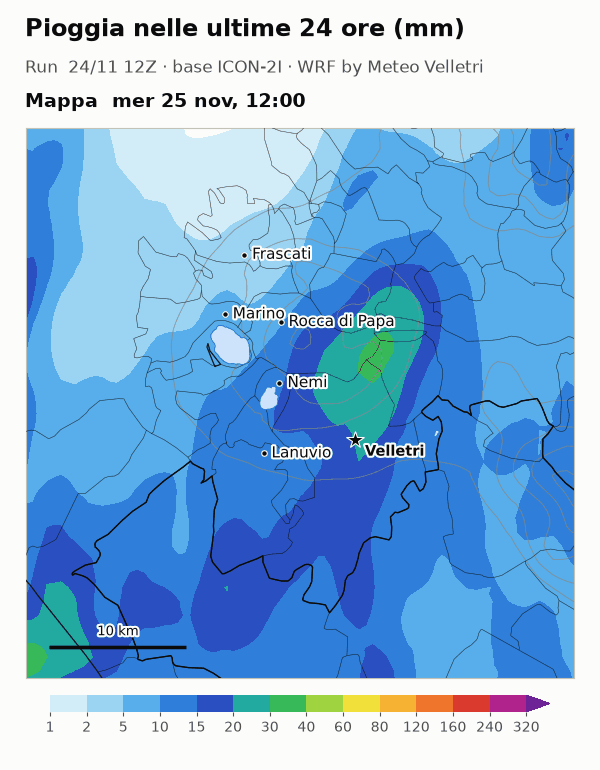 Pioggia nelle ultime 24 ore (mm)
Run 24/11 12Z · base ICON-2I · WRF by Meteo Velletri
Mappa mer 25 nov, 12:00
Frascati
Marino
Rocca di Papa
Nemi
Velletri
Lanuvio
10 km
1 2 5 10 15 20 30 40 60 80 120 160 240 320